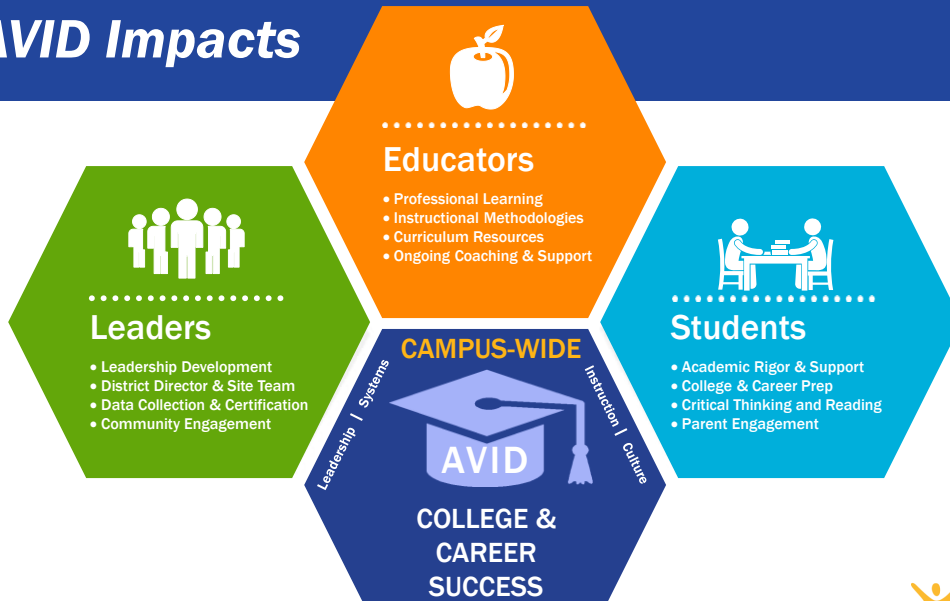 AVID Impacts
Educators
• Professional Learning
• Instructional Methodologies
• Curriculum Resources
• Ongoing Coaching & Support
Leaders
• Leadership Development
• District Director & Site Team
• Data Collection & Certification
• Community Engagement
Students
• Academic Rigor & Support
• College & Career Prep
• Critical Thinking and Reading
• Parent Engagement
CAMPUS-WIDE
Leadership | Systems
Instruction | Culture
AVID
COLLEGE &
CAREER
SUCCESS